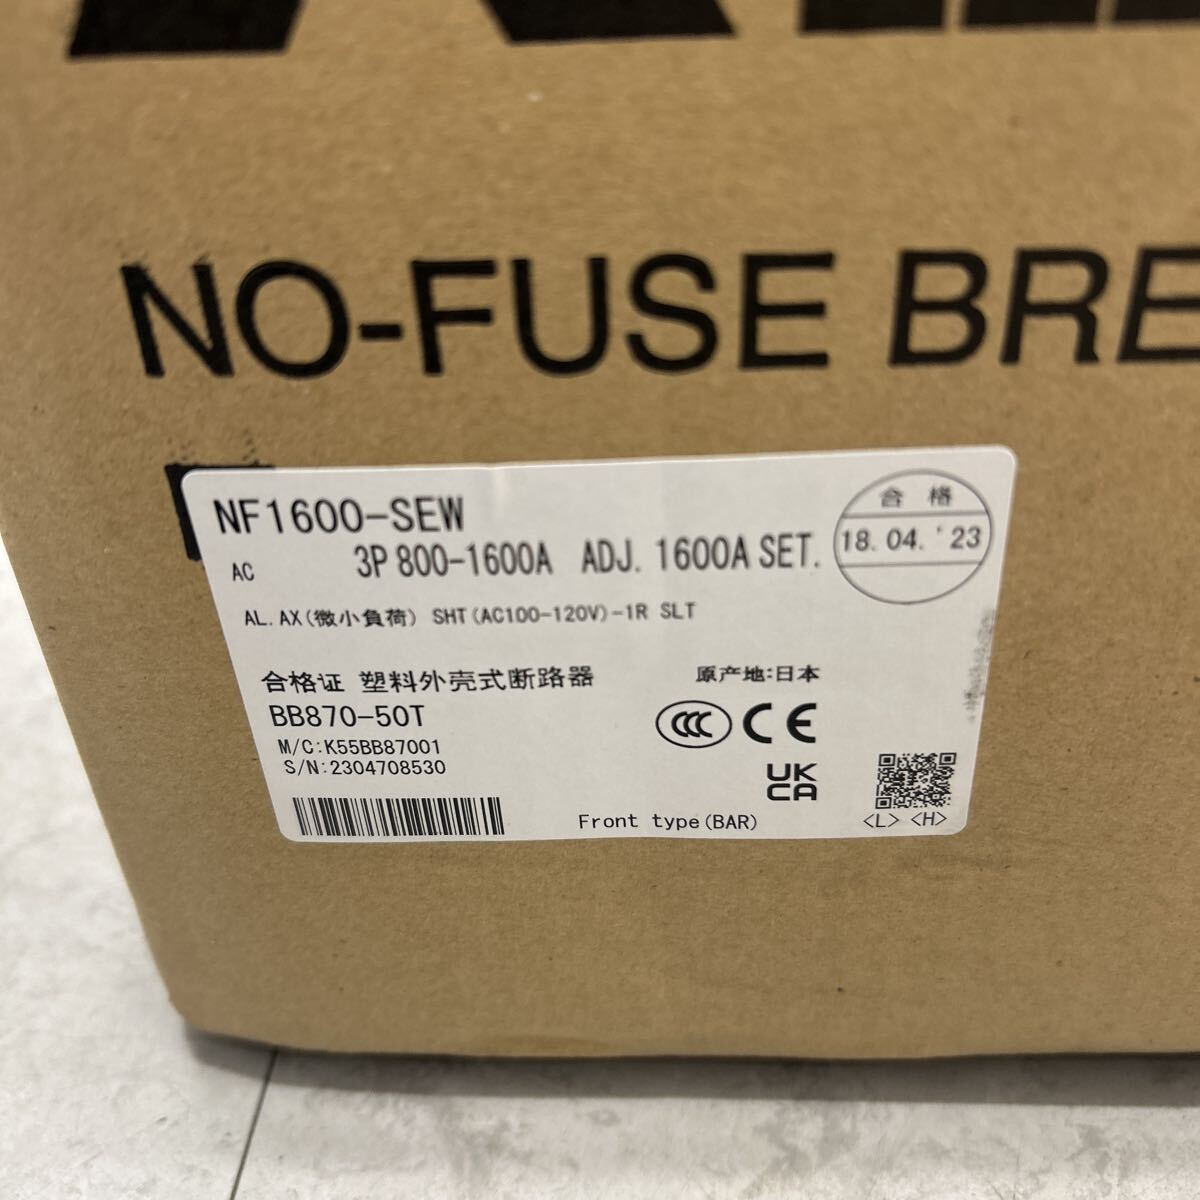 NO-FUSE BRE
NF1600-SEW
AC 3P 800-1600A ADJ. 1600A SET.
合 格
18.04.'23
AL.AX(微小負荷) SHT(AC100-120V)-1R SLT
合格证 塑料外壳式断路器
原产地:日本
BB870-50T
M/C:K55BB87001
S/N:2304708530
CCC CE
UK
CA
Front type(BAR)
<L> <H>